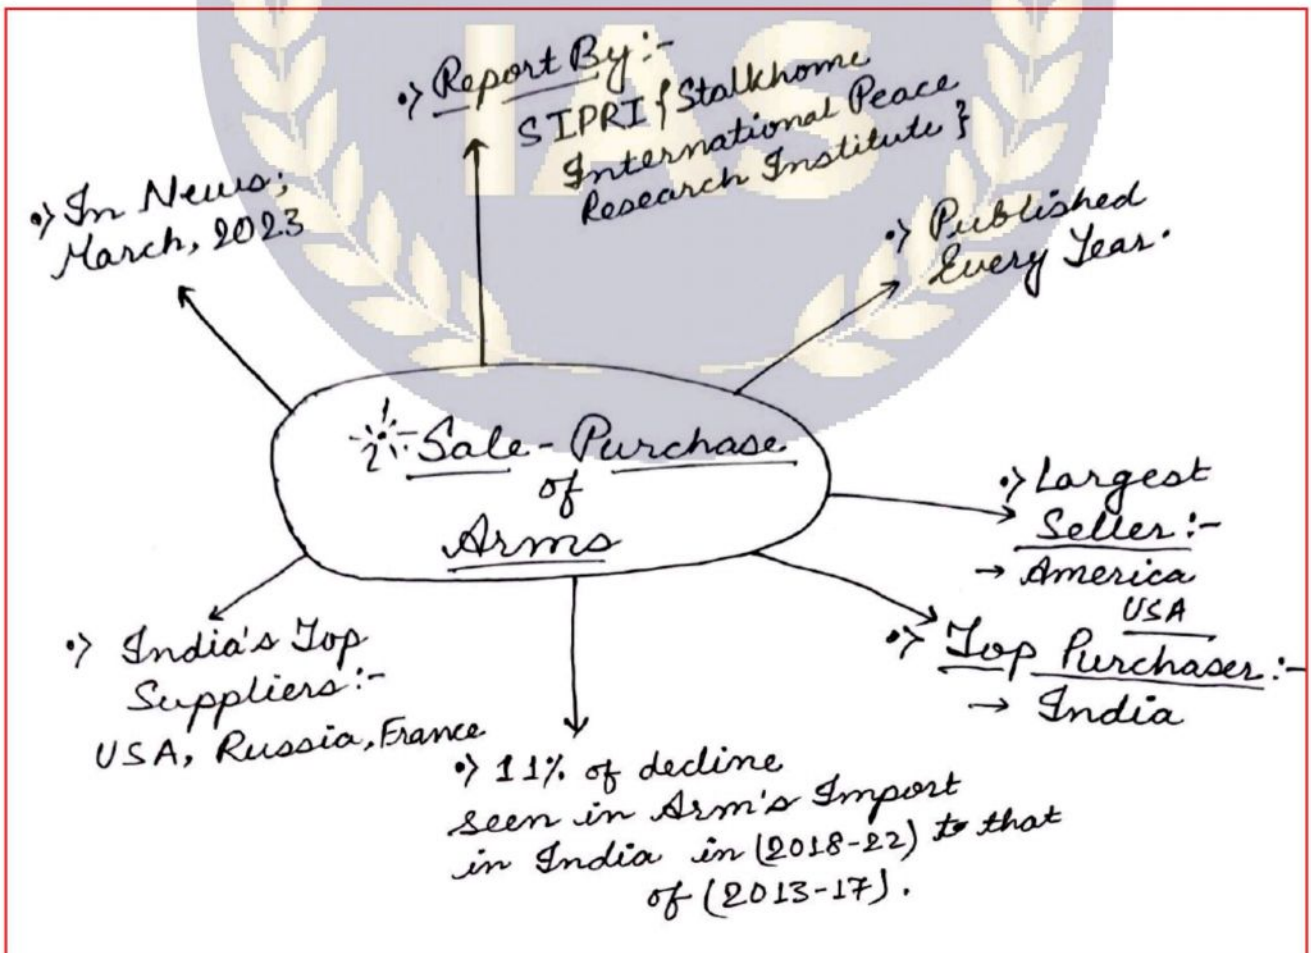 IAS
•> Report By:-
SIPRI {Stalkhome
International Peace
Research Institute}
•> In News;
March, 2023
•> Published
Every Year.
Sale - Purchase
of
Arms
•> Largest
Seller:-
→ America
USA
•> Top Purchaser:-
→ India
•> India's Top
Suppliers:-
USA, Russia, France
•> 11% of decline
seen in Arm's Import
in India in (2018-22) to that
of (2013-17).